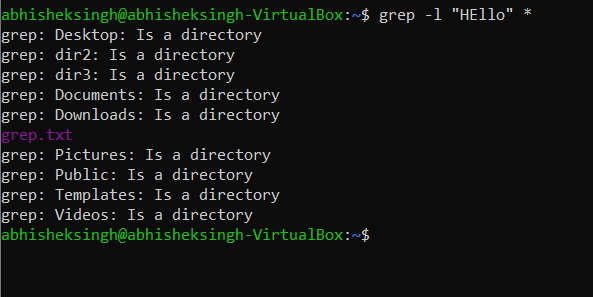 abhisheksingh@abhisheksingh-VirtualBox:~$ grep -l "HEllo" *
grep: Desktop: Is a directory
grep: dir2: Is a directory
grep: dir3: Is a directory
grep: Documents: Is a directory
grep: Downloads: Is a directory
grep.txt
grep: Pictures: Is a directory
grep: Public: Is a directory
grep: Templates: Is a directory
grep: Videos: Is a directory
abhisheksingh@abhisheksingh-VirtualBox:~$